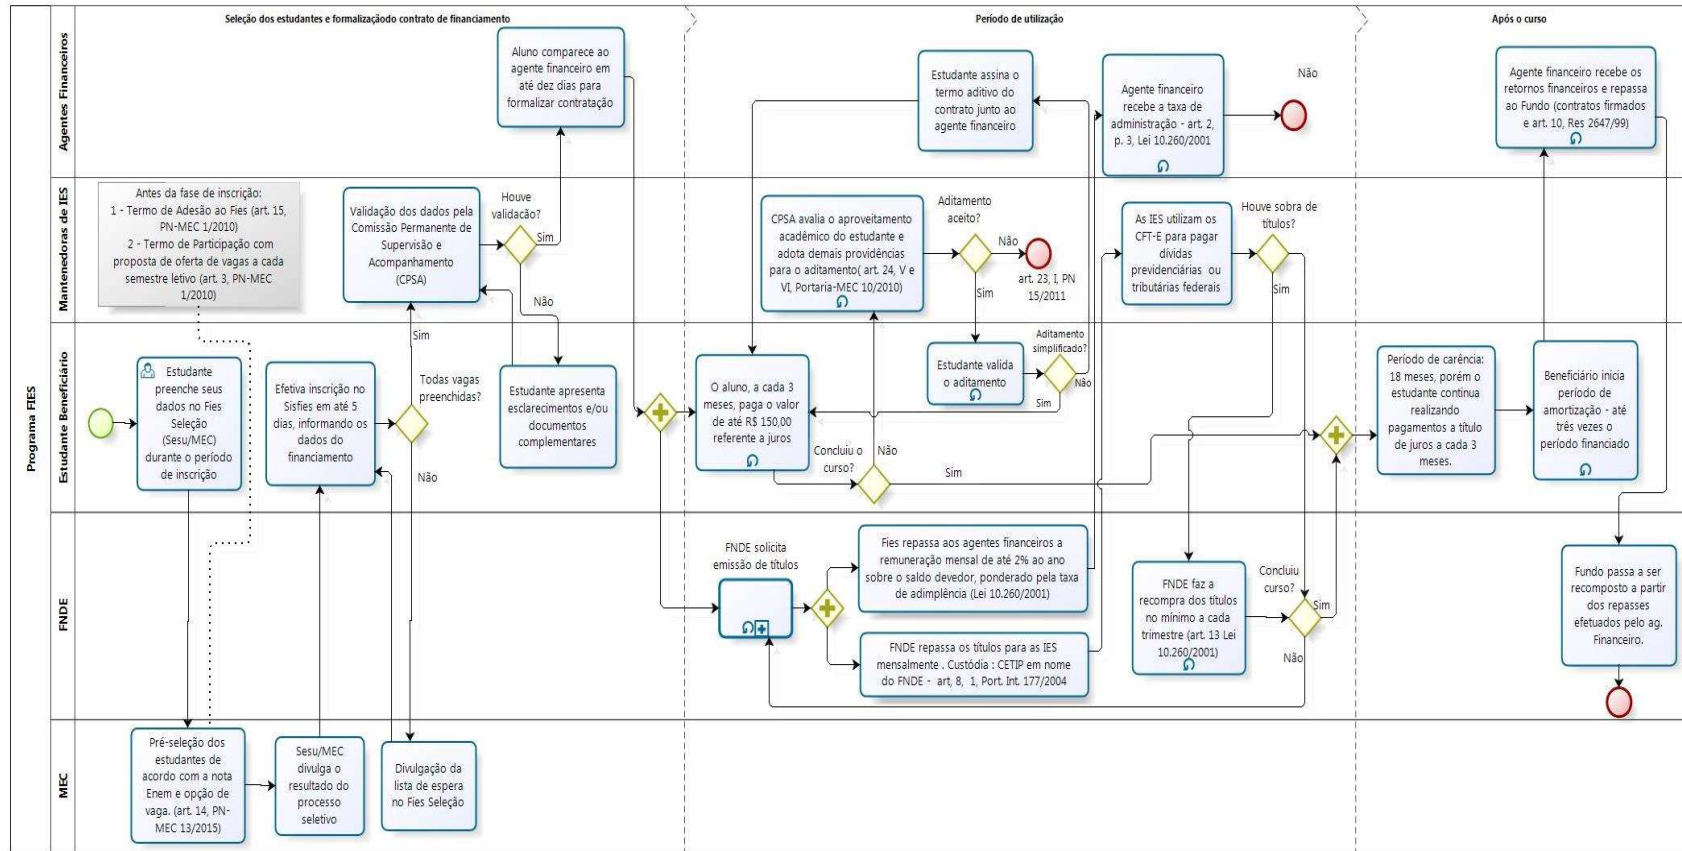 Seleção dos estudantes e formalizaçãodo contrato de financiamento
Período de utilização
Após o curso
Programa FIES
Agentes Financeiros
Aluno comparece ao
agente financeiro em
até dez dias para
formalizar contratação
Estudante assina o
termo aditivo do
contrato junto ao
agente financeiro
Agente financeiro
recebe a taxa de
administração - art. 2,
p. 3, Lei 10.260/2001
Não
Agente financeiro recebe os
retornos financeiros e repassa
ao Fundo (contratos firmados
e art. 10, Res 2647/99)
Mantenedoras de IES
Antes da fase de inscrição:
1 - Termo de Adesão ao Fies (art. 15,
PN-MEC 1/2010)
2 - Termo de Participação com
proposta de oferta de vagas a cada
semestre letivo (art. 3, PN-MEC
1/2010)
Validação dos dados pela
Comissão Permanente de
Supervisão e
Acompanhamento
(CPSA)
Houve
validacão?
Sim
Não
CPSA avalia o aproveitamento
acadêmico do estudante e
adota demais providências
para o aditamento( art. 24, V e
VI, Portaria-MEC 10/2010)
Aditamento
aceito?
Não
Sim
art. 23, I, PN
15/2011
As IES utilizam os
CFT-E para pagar
dívidas
previdenciárias ou
tributárias federais
Houve sobra de
títulos?
Sim
Estudante Beneficiário
Estudante
preenche seus
dados no Fies
Seleção
(Sesu/MEC)
durante o período
de inscrição
Efetiva inscrição no
Sisfies em até 5
dias, informando os
dados do
financiamento
Sim
Todas vagas
preenchidas?
Não
Estudante apresenta
esclarecimentos e/ou
documentos
complementares
O aluno, a cada 3
meses, paga o valor
de até R$ 150,00
referente a juros
Concluiu o
curso?
Não
Sim
Estudante valida
o aditamento
Aditamento
simplificado?
Não
Sim
Período de carência:
18 meses, porém o
estudante continua
realizando
pagamentos a título
de juros a cada 3
meses.
Beneficiário inicia
período de
amortização - até
três vezes o
período financiado
FNDE
FNDE solicita
emissão de títulos
Fies repassa aos agentes financeiros a
remuneração mensal de até 2% ao ano
sobre o saldo devedor, ponderado pela taxa
de adimplência (Lei 10.260/2001)
FNDE repassa os títulos para as IES
mensalmente . Custódia : CETIP em nome
do FNDE - art, 8, 1, Port. Int. 177/2004
FNDE faz a
recompra dos títulos
no mínimo a cada
trimestre (art. 13 Lei
10.260/2001)
Concluiu
curso?
Sim
Não
Fundo passa a ser
recomposto a partir
dos repasses
efetuados pelo ag.
Financeiro.
MEC
Pré-seleção dos
estudantes de
acordo com a nota
Enem e opção de
vaga. (art. 14, PN-
MEC 13/2015)
Sesu/MEC
divulga o
resultado do
processo
seletivo
Divulgação da
lista de espera
no Fies Seleção